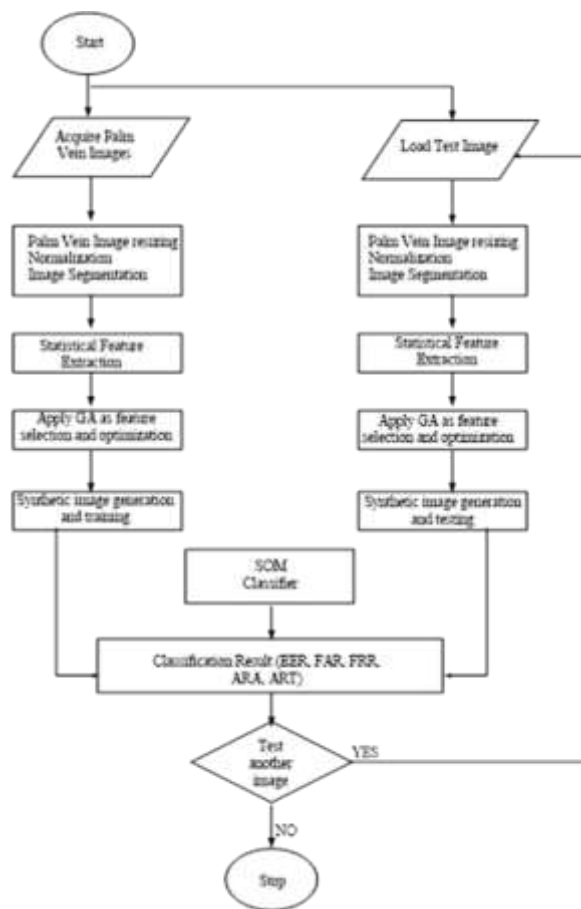 Start
Acquire Palm
Vein Images
Load Test Image
Palm Vein Image resizing
Normalization
Image Segmentation
Palm Vein Image resizing
Normalization
Image Segmentation
Statistical Feature
Extraction
Statistical Feature
Extraction
Apply GA as feature
selection and optimization
Apply GA as feature
selection and optimization
Synthetic image generation
and training
Synthetic image generation
and testing
SOM
Classifier
Classification Result (EER, FAR, FRR,
ARA, ART)
Test
another
image
YES
NO
Stop